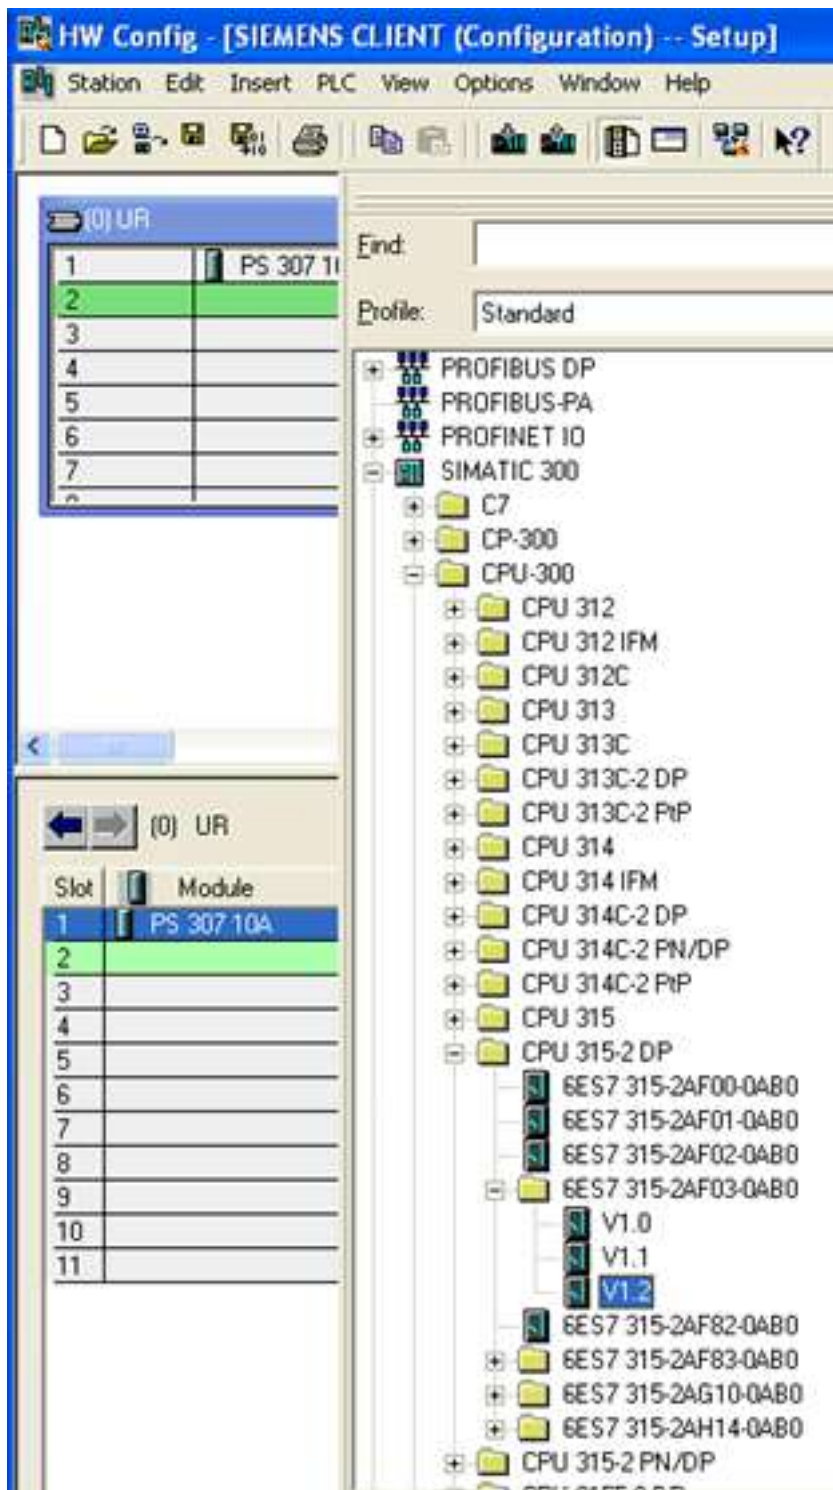 HW Config - [SIEMENS CLIENT (Configuration) -- Setup]
Station Edit Insert PLC View Options Window Help
(0) UR
1 PS 307 10
2
3
4
5
6
7
Find:
Profile: Standard
PROFIBUS DP
PROFIBUS-PA
PROFINET IO
SIMATIC 300
C7
CP-300
CPU-300
CPU 312
CPU 312 IFM
CPU 312C
CPU 313
CPU 313C
CPU 313C-2 DP
CPU 313C-2 PtP
CPU 314
CPU 314 IFM
CPU 314C-2 DP
CPU 314C-2 PN/DP
CPU 314C-2 PtP
CPU 315
CPU 315-2 DP
6ES7 315-2AF00-0AB0
6ES7 315-2AF01-0AB0
6ES7 315-2AF02-0AB0
6ES7 315-2AF03-0AB0
V1.0
V1.1
V1.2
6ES7 315-2AF82-0AB0
6ES7 315-2AF83-0AB0
6ES7 315-2AG10-0AB0
6ES7 315-2AH14-0AB0
CPU 315-2 PN/DP
(0) UR
Slot Module
1 PS 307 10A
2
3
4
5
6
7
8
9
10
11